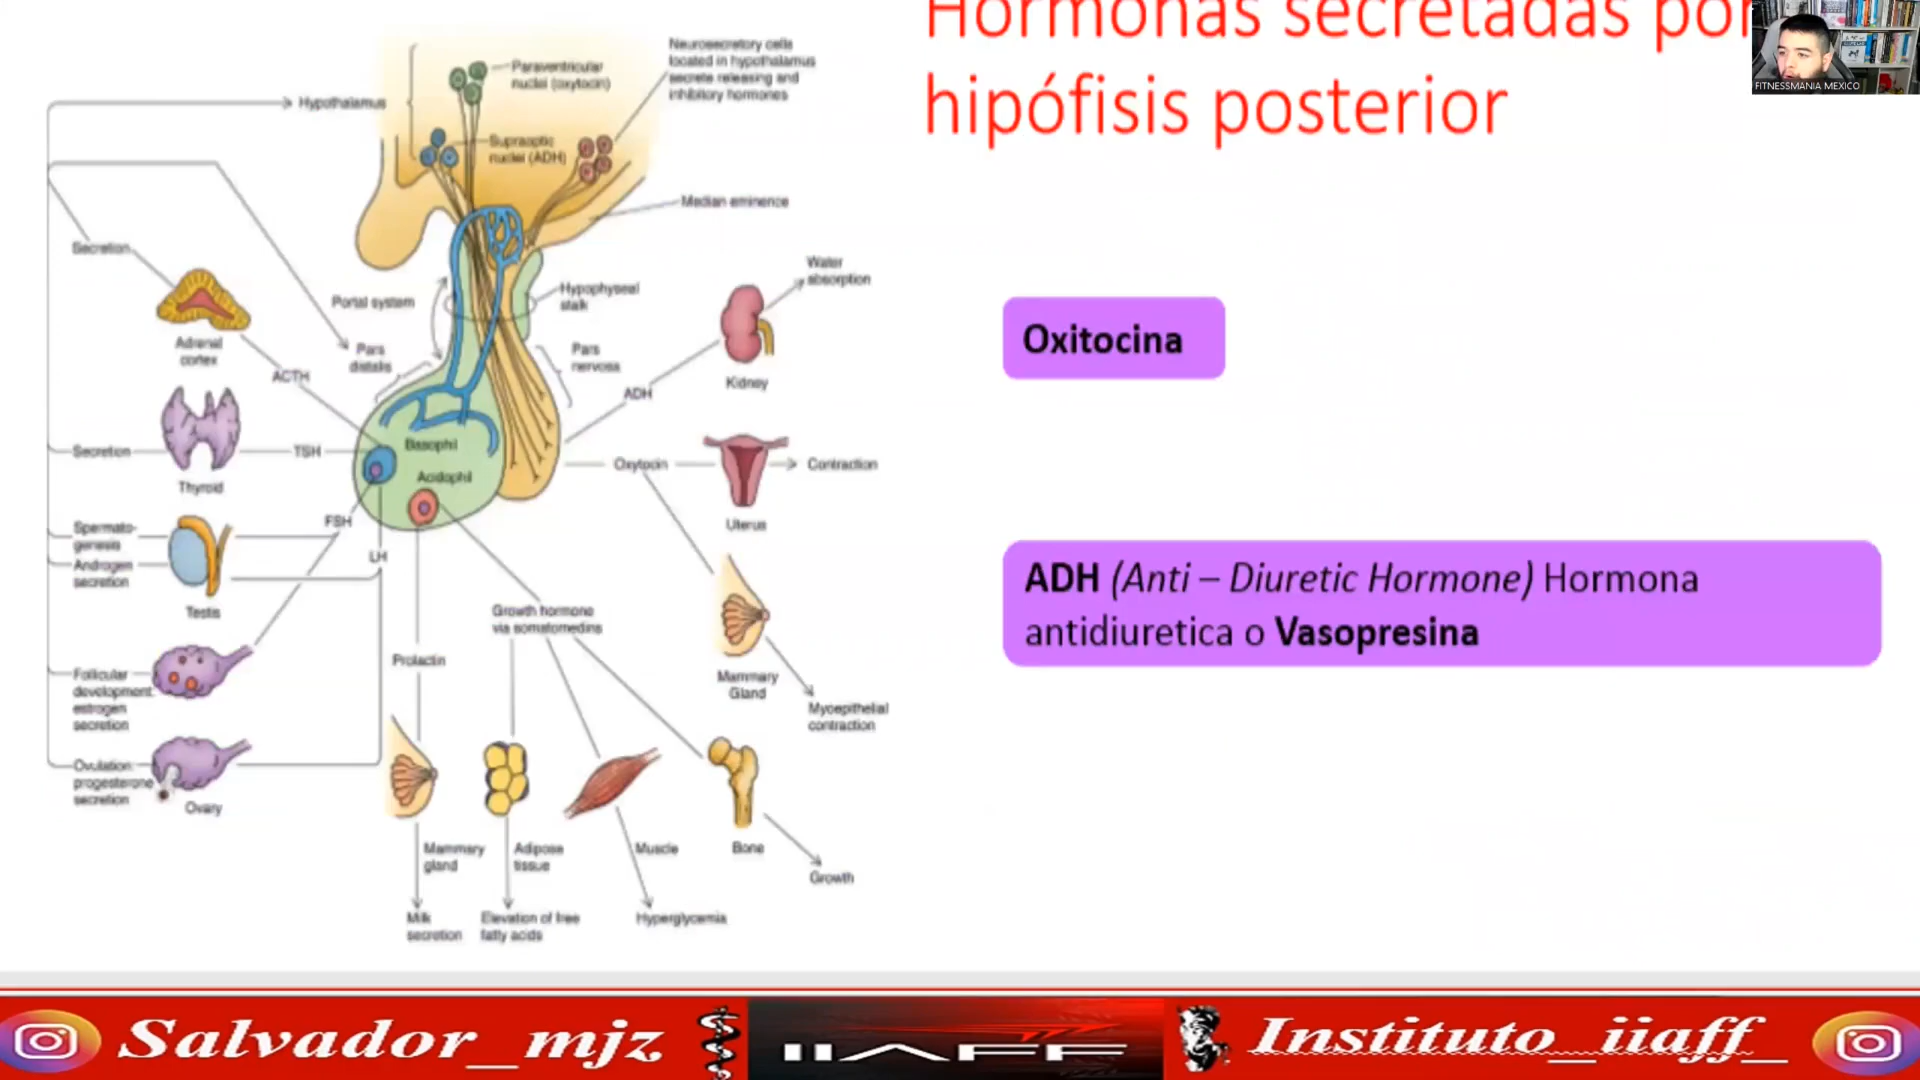 Hormonas secretadas por
hipófisis posterior
FITNESSMANIA MEXICO
Neurosecretory cells
located in hypothalamus
secrete releasing and
inhibitory hormones
Paraventricular
nuclei (oxytocin)
Hypothalamus
Supraoptic
nuclei (ADH)
Median eminence
Secretion
Water
absorption
Portal system
Hypophyseal
stalk
Adrenal
cortex
Pars
distalis
Pars
nervosa
ACTH
ADH
Kidney
Oxitocina
Basophil
Secretion
TSH
Acidophil
Oxytocin
Contraction
Thyroid
Uterus
Spermato-
genesis
FSH
Androgen
secretion
LH
Testis
ADH (Anti – Diuretic Hormone) Hormona
antidiuretica o Vasopresina
Growth hormone
via somatomedins
Prolactin
Follicular
development:
estrogen
secretion
Mammary
Gland
Myoepithelial
contraction
Ovulation:
progesterone
secretion
Ovary
Mammary
gland
Adipose
tissue
Muscle
Bone
Growth
Milk
secretion
Elevation of free
fatty acids
Hyperglycemia
Salvador_mjz
IIAFF
Instituto_iiaff_